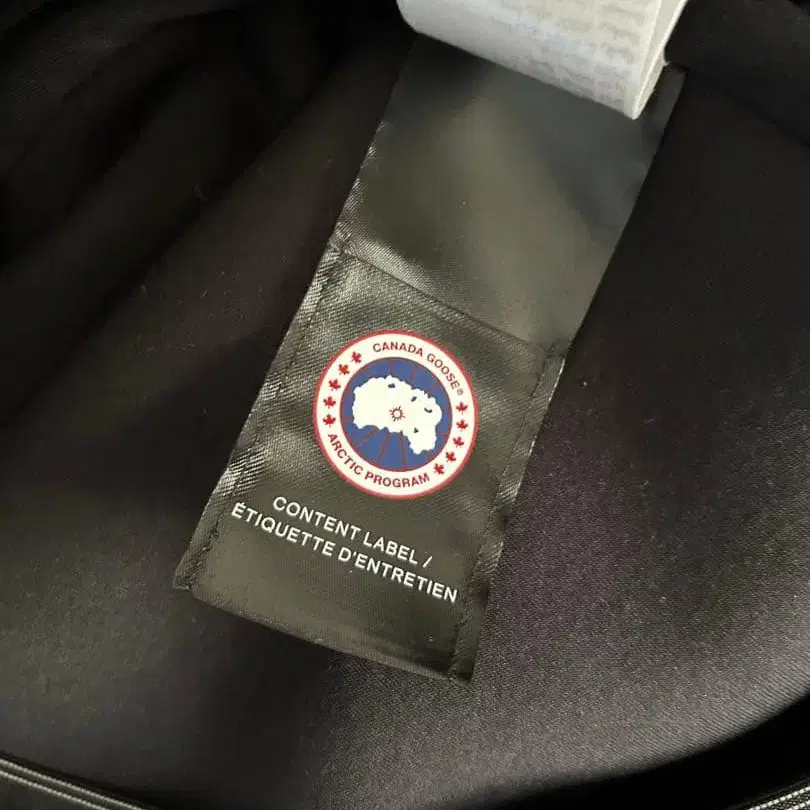 CANADA GOOSE®
ARCTIC PROGRAM
CONTENT LABEL /
ÉTIQUETTE D'ENTRETIEN